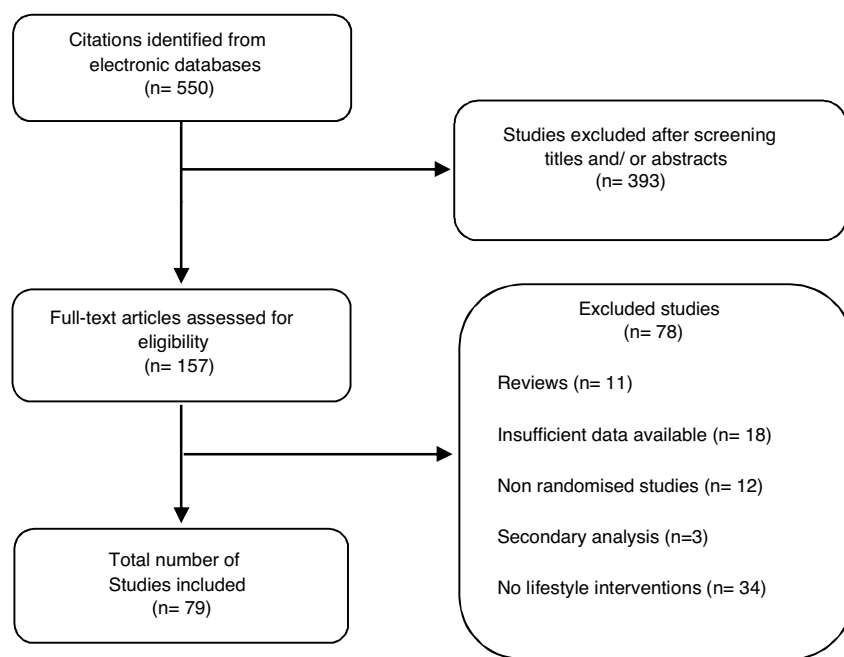 Citations identified from
electronic databases
(n= 550)
Studies excluded after screening
titles and/ or abstracts
(n= 393)
Full-text articles assessed for
eligibility
(n= 157)
Excluded studies
(n= 78)
Reviews (n= 11)
Insufficient data available (n= 18)
Non randomised studies (n= 12)
Secondary analysis (n=3)
No lifestyle interventions (n= 34)
Total number of
Studies included
(n= 79)